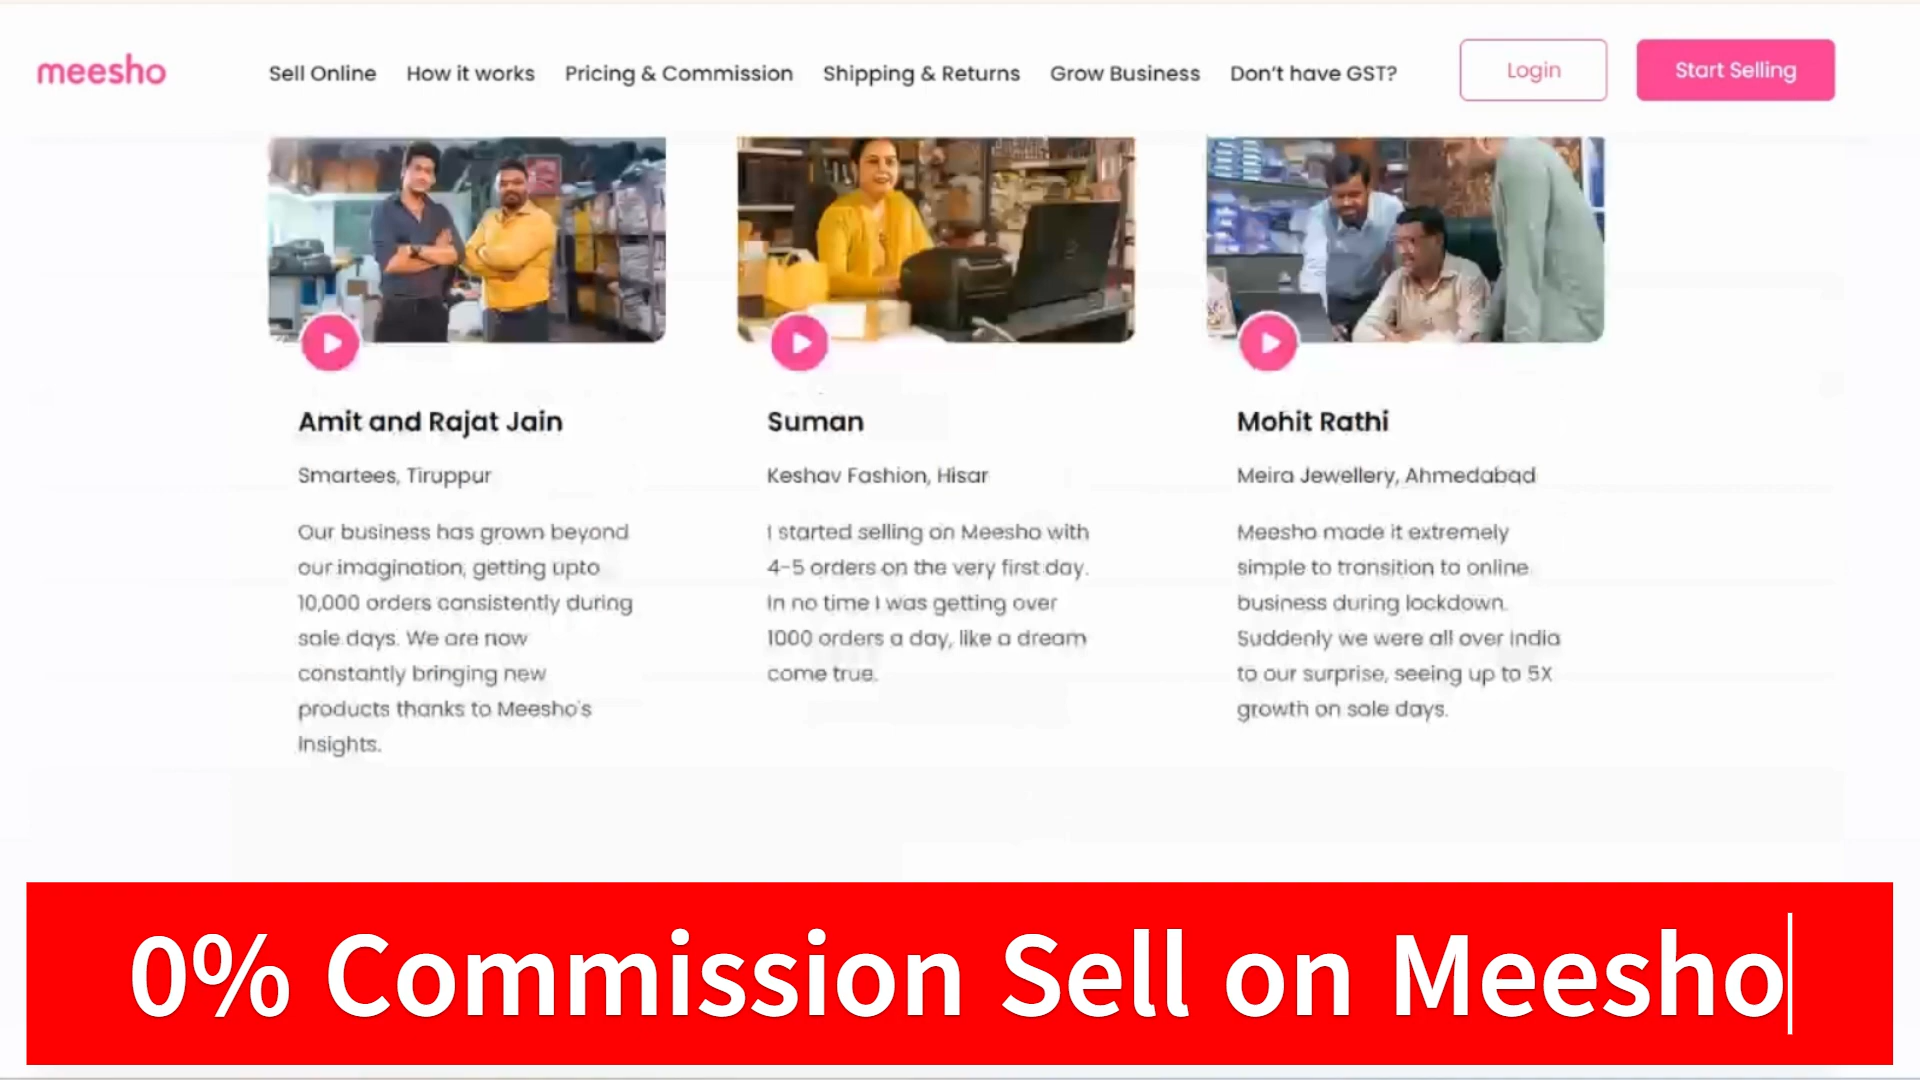 meesho
Sell Online How it works Pricing & Commission Shipping & Returns Grow Business Don't have GST? Login Start Selling
Amit and Rajat Jain
Smartees, Tiruppur
Our business has grown beyond
our imagination, getting upto
10,000 orders consistently during
sale days. We are now
constantly bringing new
products thanks to Meesho's
insights.
Suman
Keshav Fashion, Hisar
I started selling on Meesho with
4-5 orders on the very first day.
In no time I was getting over
1000 orders a day, like a dream
come true.
Mohit Rathi
Meira Jewellery, Ahmedabad
Meesho made it extremely
simple to transition to online
business during lockdown.
Suddenly we were all over India
to our surprise, seeing up to 5X
growth on sale days.
0% Commission Sell on Meesho